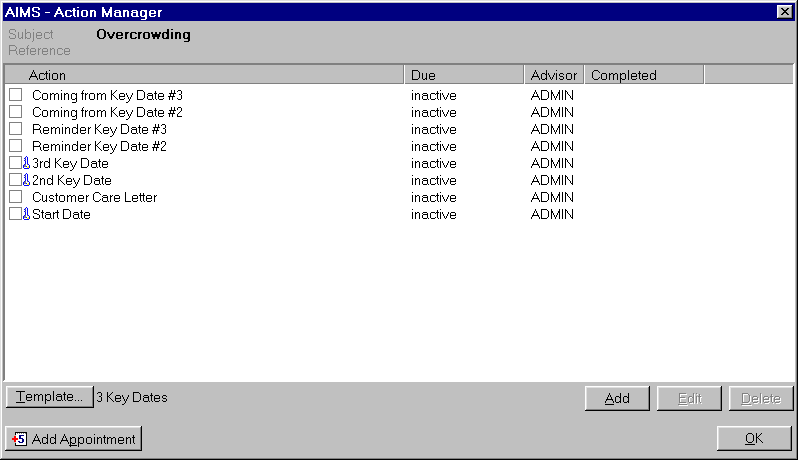 AIMS - Action Manager
Subject Overcrowding
Reference
Action Due Advisor Completed
Coming from Key Date #3 inactive ADMIN
Coming from Key Date #2 inactive ADMIN
Reminder Key Date #3 inactive ADMIN
Reminder Key Date #2 inactive ADMIN
3rd Key Date inactive ADMIN
2nd Key Date inactive ADMIN
Customer Care Letter inactive ADMIN
Start Date inactive ADMIN
Template... 3 Key Dates Add Edit Delete
5 Add Appointment OK